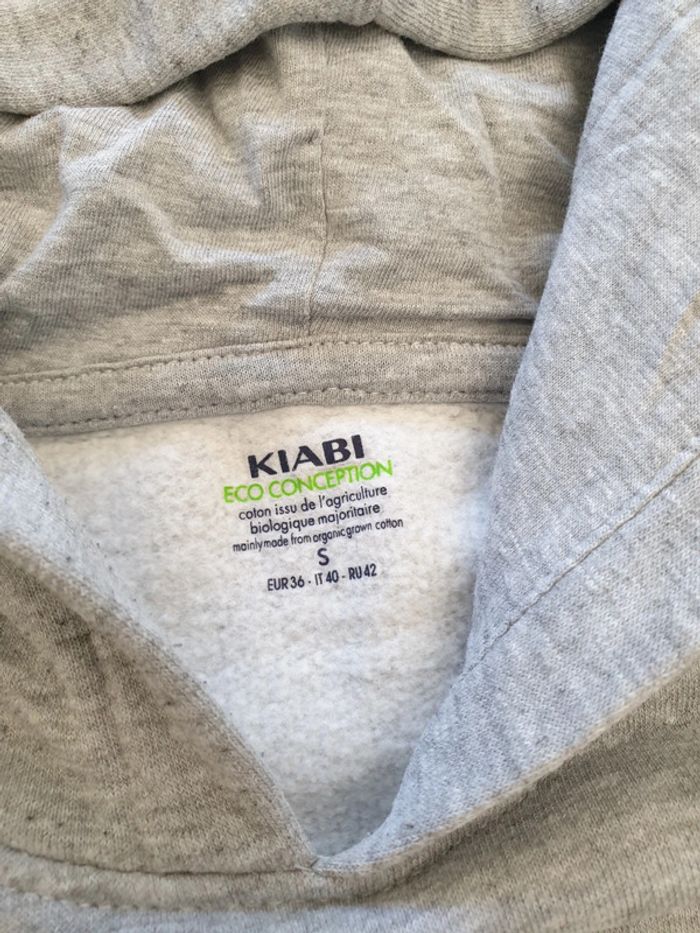 KIABI
ECO CONCEPTION
coton issu de l'agriculture
biologique majoritaire
mainly made from organic grown cotton
S
EUR 36 - IT 40 - RU 42